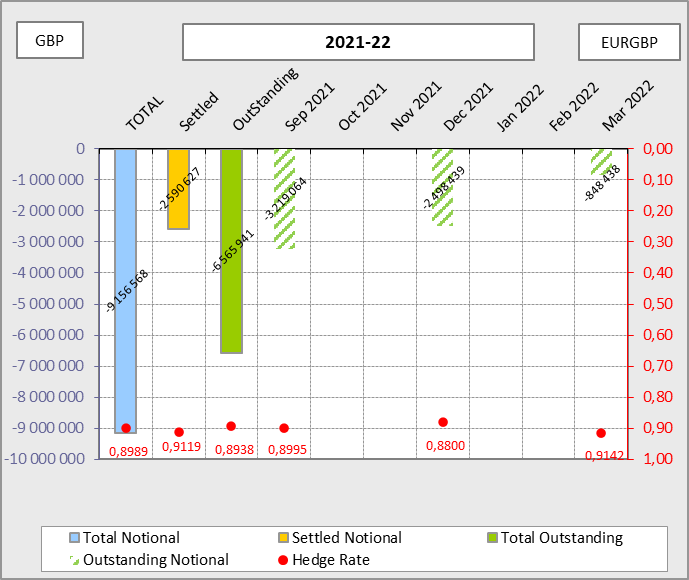 GBP
2021-22
EURGBP
TOTAL
Settled
OutStanding
Sep 2021
Oct 2021
Nov 2021
Dec 2021
Jan 2022
Feb 2022
Mar 2022
0
-1 000 000
-2 000 000
-3 000 000
-4 000 000
-5 000 000
-6 000 000
-7 000 000
-8 000 000
-9 000 000
-10 000 000
-9 156 568
-2 590 627
-6 565 941
-3 219 064
-2 498 439
-848 438
0,8989
0,9119
0,8938
0,8995
0,8800
0,9142
0,00
0,10
0,20
0,30
0,40
0,50
0,60
0,70
0,80
0,90
1,00
Total Notional
Settled Notional
Total Outstanding
Outstanding Notional
Hedge Rate